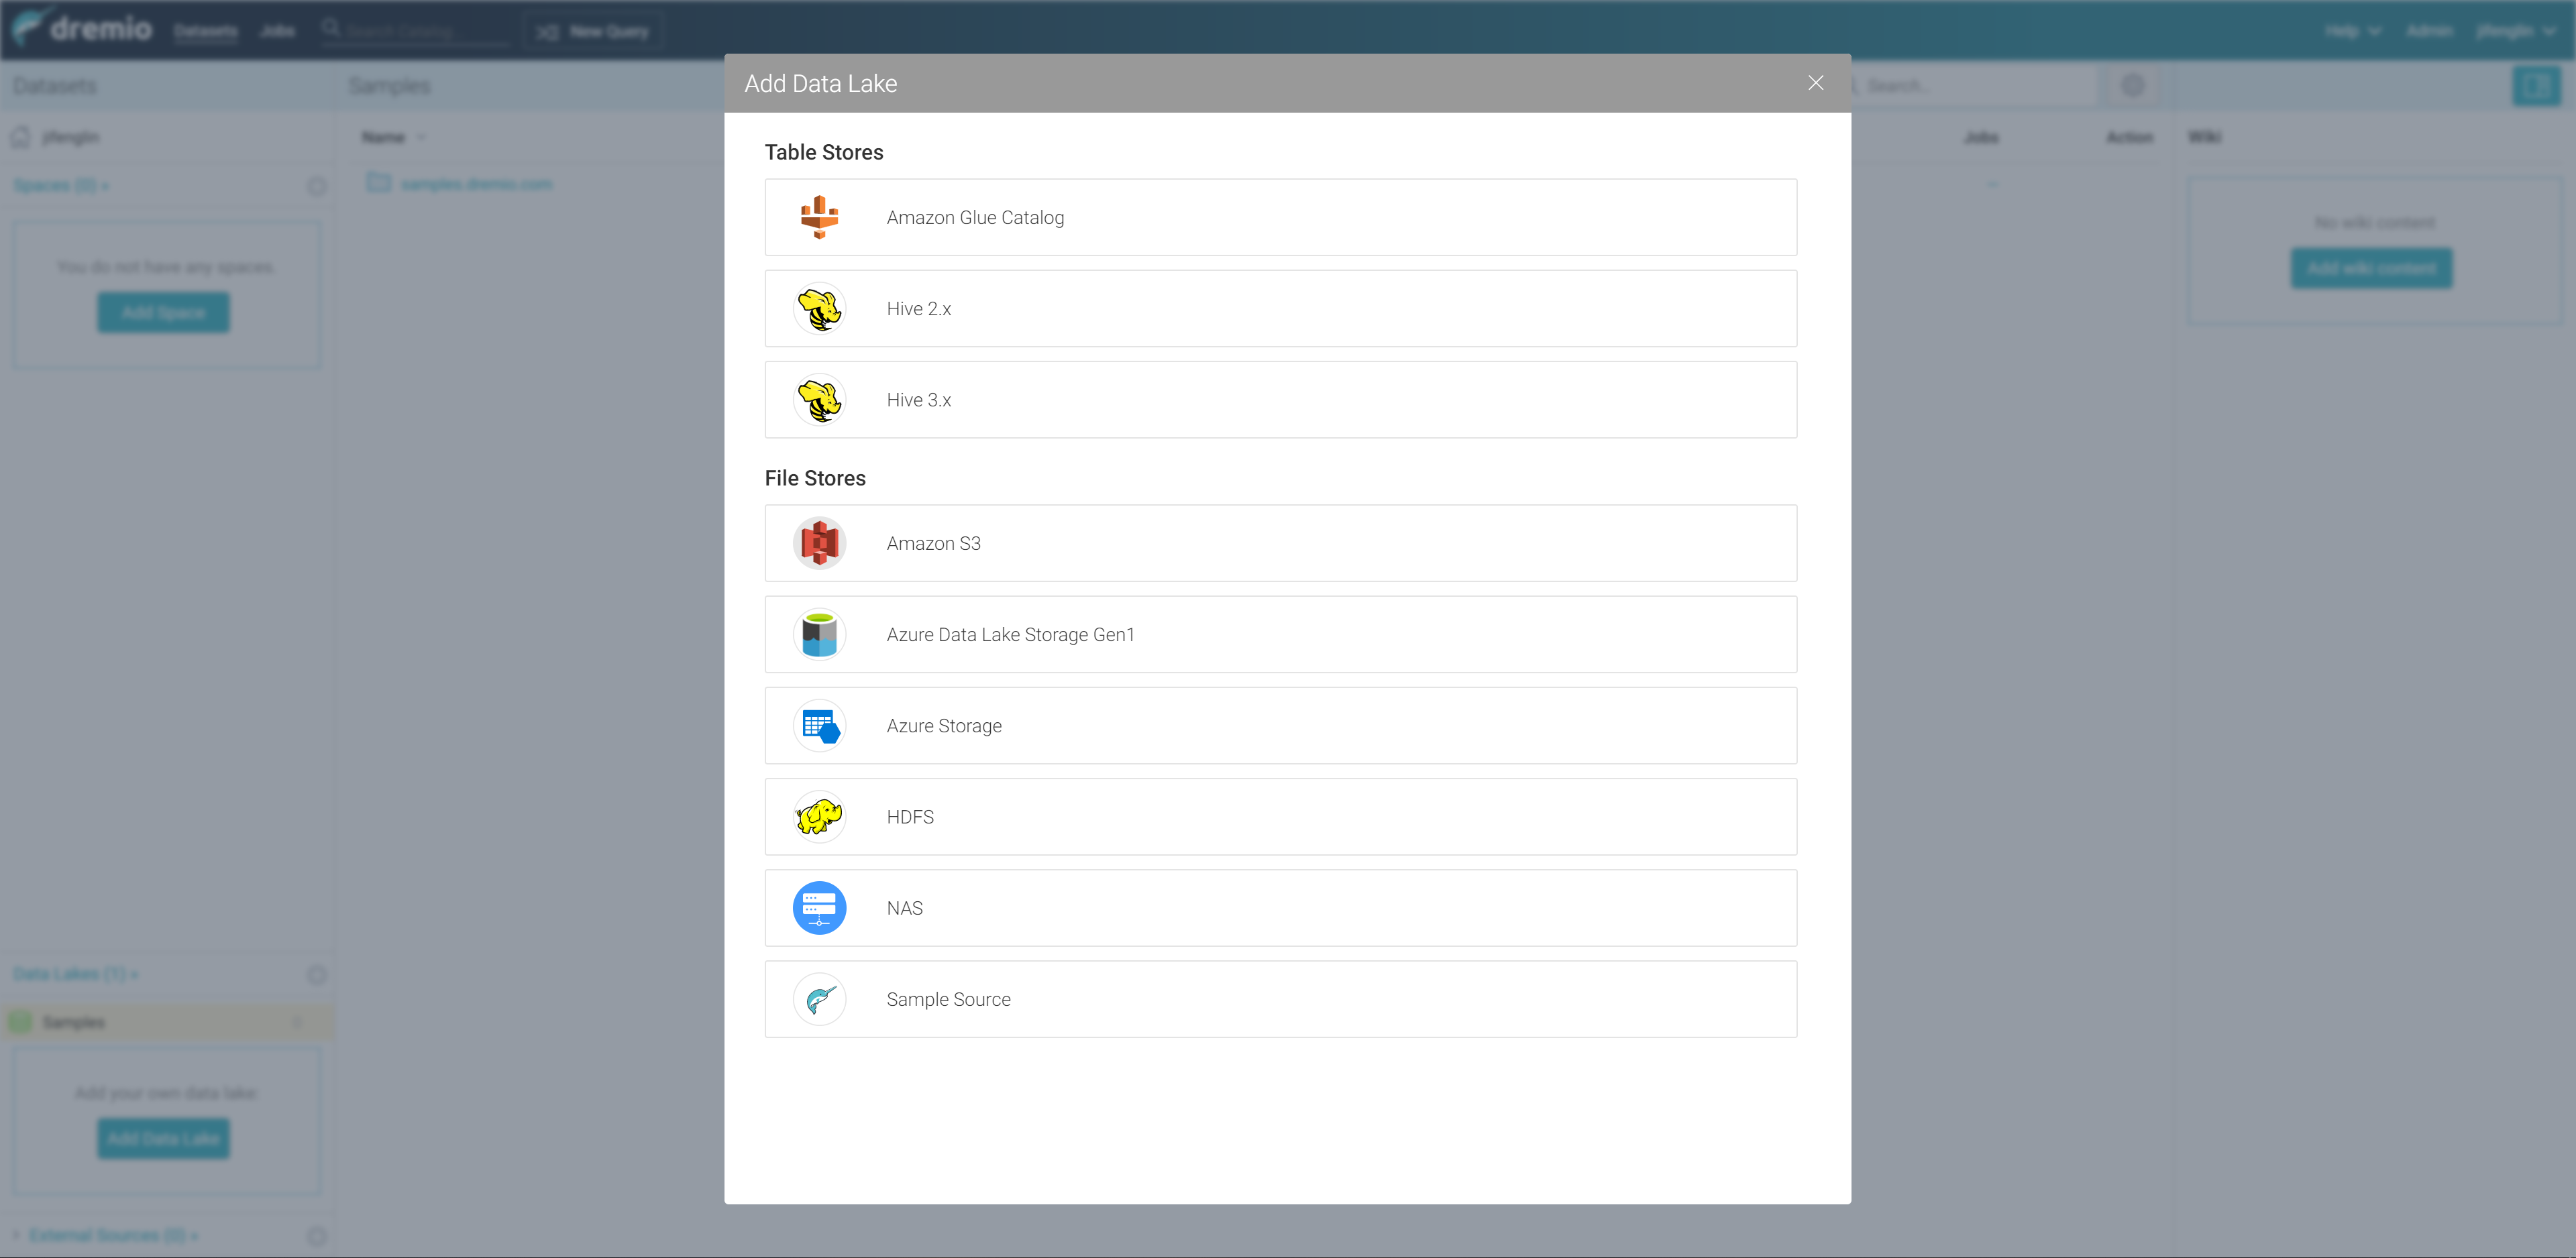 dremio Datasets Jobs Search Catalog... New Query Help Admin
Add Data Lake
Datasets
Samples
Search...
Name
Jobs
Action
Wiki
Table Stores
Spaces (0)
samples.dremio.com
Amazon Glue Catalog
No wiki content
You do not have any spaces.
Add wiki content
Add Space
Hive 2.x
Hive 3.x
File Stores
Amazon S3
Azure Data Lake Storage Gen1
Azure Storage
HDFS
NAS
Data Lakes (1)
Sample Source
Samples
Add your own data lake:
Add Data Lake
External Sources (0)